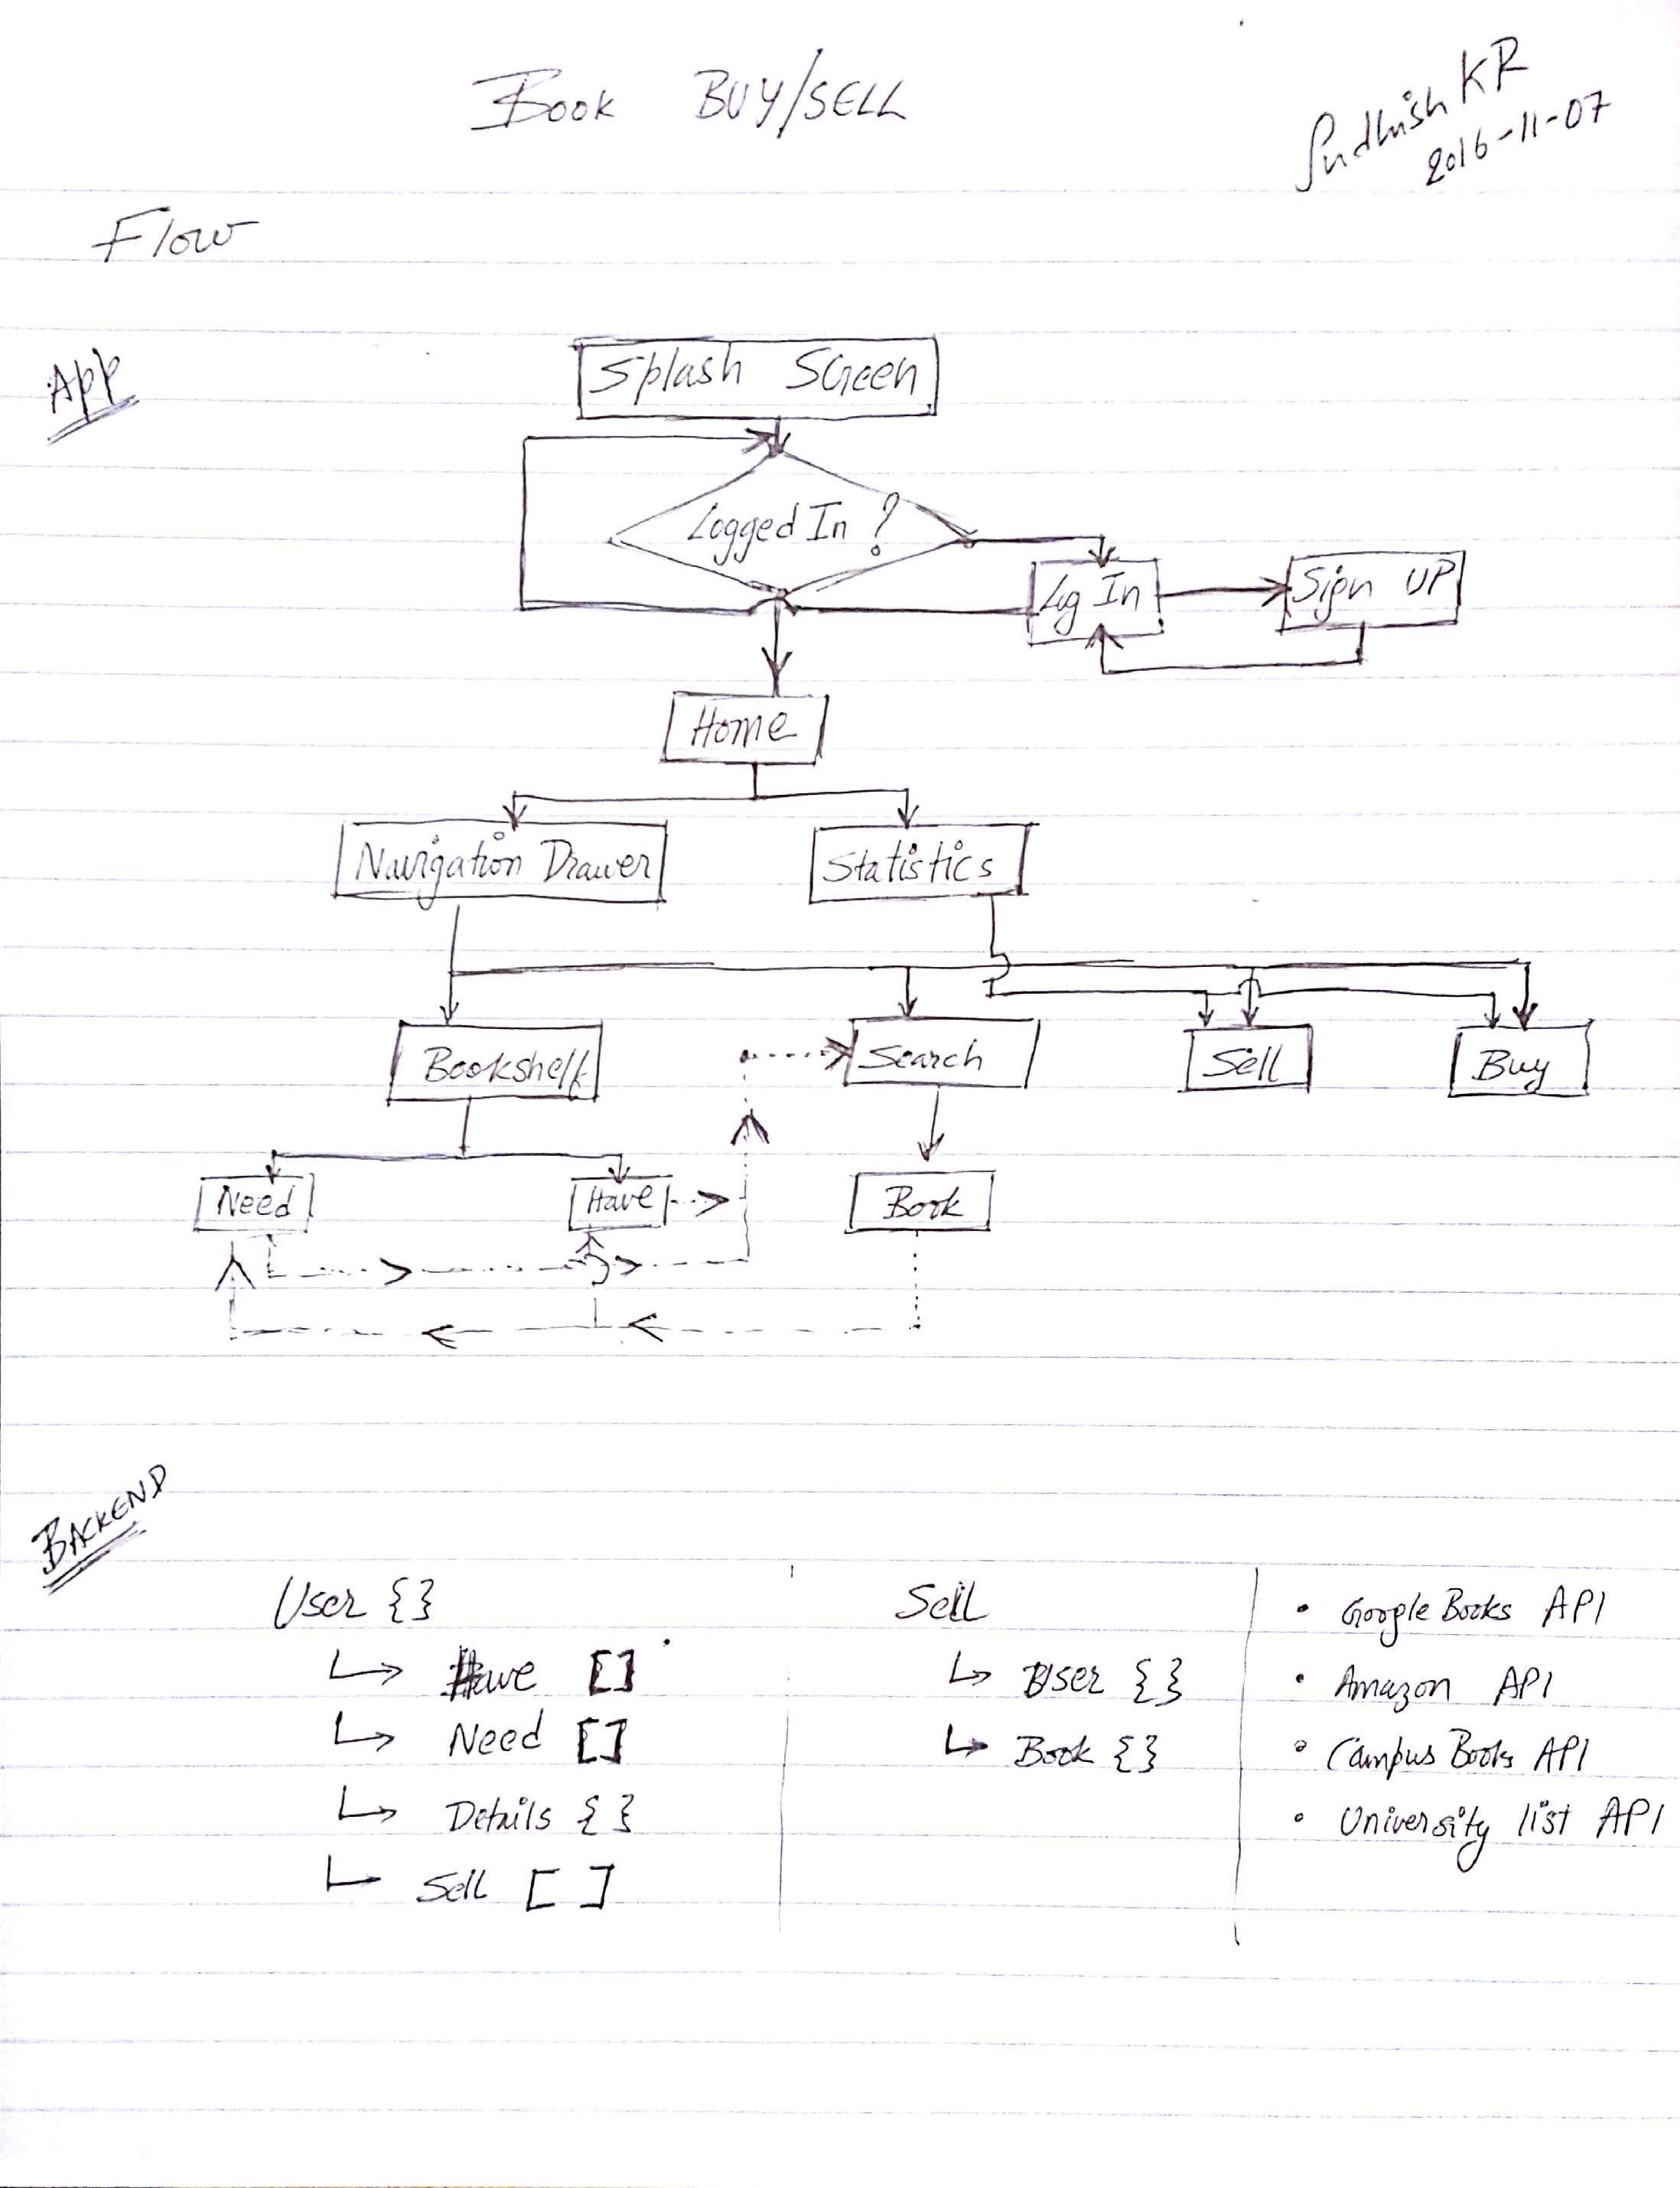 Book BUY/SELL
Sudhish KR
2016-11-07
Flow
App
Splash Screen
Logged In ?
Log In
Sign UP
Home
Navigation Drawer
Statistics
Bookshelf
Search
Sell
Buy
Need
Have
Book
BACKEND
User {}
Have []
Need []
Details {}
Sell [ ]
Sell
User {}
Book {}
• Google Books API
• Amazon API
• Campus Books API
• University list API